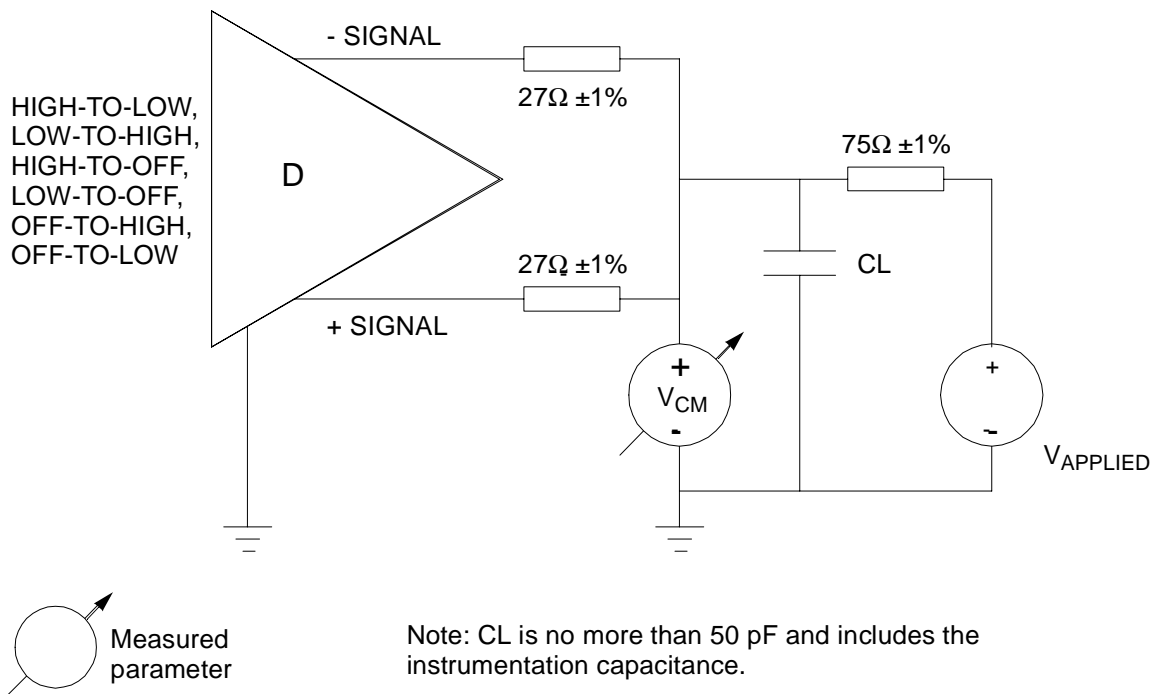 - SIGNAL
27Ω ±1%
HIGH-TO-LOW,
LOW-TO-HIGH,
HIGH-TO-OFF,
LOW-TO-OFF,
OFF-TO-HIGH,
OFF-TO-LOW
D
75Ω ±1%
27Ω ±1%
CL
+ SIGNAL
+
VCM
-
+
-
VAPPLIED
Measured
parameter
Note: CL is no more than 50 pF and includes the
instrumentation capacitance.